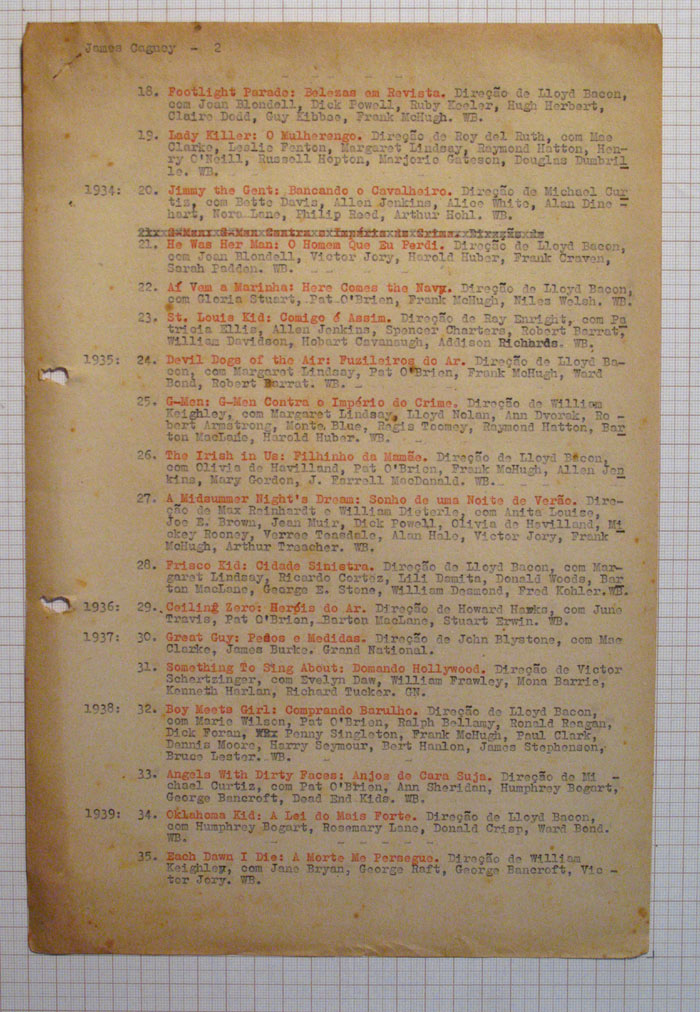 James Cagney - 2
18. Footlight Parade: Belezas em Revista. Direção de Lloyd Bacon,
com Joan Blondell, Dick Powell, Ruby Keeler, Hugh Herbert,
Claire Dodd, Guy Kibbee, Frank McHugh. WB.
19. Lady Killer: O Mulherengo. Direção de Roy del Ruth, com Mae
Clarke, Leslie Fenton, Margaret Lindsay, Raymond Hatton, Hen-
ry O'Neill, Russell Hopton, Marjorie Gateson, Douglas Dumbril
le. WB.
1934: 20. Jimmy the Gent: Bancando o Cavalheiro. Direção de Michael Cur
tiz, com Bette Davis, Allen Jenkins, Alice White, Alan Dine -
hart, Nora Lane, Philip Reed, Arthur Hohl. WB.
21. G-Men: G-Men Contra o Império do Crime. Direção de
21. He Was Her Man: O Homem Que Eu Perdi. Direção de Lloyd Bacon,
com Joan Blondell, Victor Jory, Harold Huber, Frank Craven,
Sarah Padden. WB.
22. Aí Vem a Marinha: Here Comes the Navy. Direção de Lloyd Bacon,
com Gloria Stuart, Pat O'Brien, Frank McHugh, Niles Welsh. WB.
23. St. Louis Kid: Comigo é Assim. Direção de Ray Enright, com Pa
tricia Ellis, Allen Jenkins, Spencer Charters, Robert Barrat,
William Davidson, Hobart Cavanaugh, Addison Richards. WB.
1935: 24. Devil Dogs of the Air: Fuzileiros do Ar. Direção de Lloyd Ba-
con, com Margaret Lindsay, Pat O'Brien, Frank McHugh, Ward
Bond, Robert Barrat. WB.
25. G-Men: G-Men Contra o Império do Crime. Direção de William
Keighley, com Margaret Lindsay, Lloyd Nolan, Ann Dvorak, Ro -
bert Armstrong, Monte Blue, Regis Toomey, Raymond Hatton, Bar
ton MacLane, Harold Huber. WB.
26. The Irish in Us: Filhinho da Mamãe. Direção de Lloyd Bacon,
com Olivia de Havilland, Pat O'Brien, Frank McHugh, Allen Jen
kins, Mary Gordon, J. Farrell MacDonald. WB.
27. A Midsummer Night's Dream: Sonho de uma Noite de Verão. Dire-
ção de Max Reinhardt e William Dieterle, com Anita Louise,
Joe E. Brown, Jean Muir, Dick Powell, Olivia de Havilland, Mi
ckey Rooney, Verree Teasdale, Alan Hale, Victor Jory, Frank
McHugh, Arthur Treacher. WB.
28. Frisco Kid: Cidade Sinistra. Direção de Lloyd Bacon, com Mar-
garet Lindsay, Ricardo Cortez, Lili Damita, Donald Woods, Bar
ton MacLane, George E. Stone, William Desmond, Fred Kohler. WB.
1936: 29. Ceiling Zero: Heróis do Ar. Direção de Howard Hawks, com June
Travis, Pat O'Brien, Barton MacLane, Stuart Erwin. WB.
1937: 30. Great Guy: Pesos e Medidas. Direção de John Blystone, com Mae
Clarke, James Burke. Grand National.
31. Something To Sing About: Domando Hollywood. Direção de Victor
Schertzinger, com Evelyn Daw, William Frawley, Mona Barrie,
Kenneth Harlan, Richard Tucker. GN.
1938: 32. Boy Meets Girl: Comprando Barulho. Direção de Lloyd Bacon,
com Marie Wilson, Pat O'Brien, Ralph Bellamy, Ronald Reagan,
Dick Foran, Penny Singleton, Frank McHugh, Paul Clark,
Dennis Moore, Harry Seymour, Bert Hanlon, James Stephenson,
Bruce Lester. WB.
33. Angels With Dirty Faces: Anjos de Cara Suja. Direção de Mi -
chael Curtiz, com Pat O'Brien, Ann Sheridan, Humphrey Bogart,
George Bancroft, Dead End Kids. WB.
1939: 34. Oklahoma Kid: A Lei do Mais Forte. Direção de Lloyd Bacon,
com Humphrey Bogart, Rosemary Lane, Donald Crisp, Ward Bond.
WB.
35. Each Dawn I Die: A Morte Me Persegue. Direção de William
Keighley, com Jane Bryan, George Raft, George Bancroft, Vic -
tor Jory. WB.